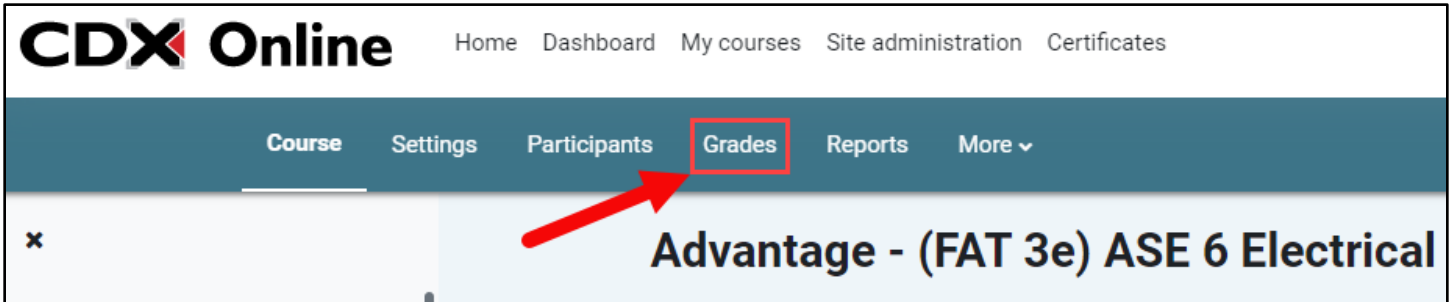 CDX Online Home Dashboard My courses Site administration Certificates
Course Settings Participants Grades Reports More
Advantage - (FAT 3e) ASE 6 Electrical